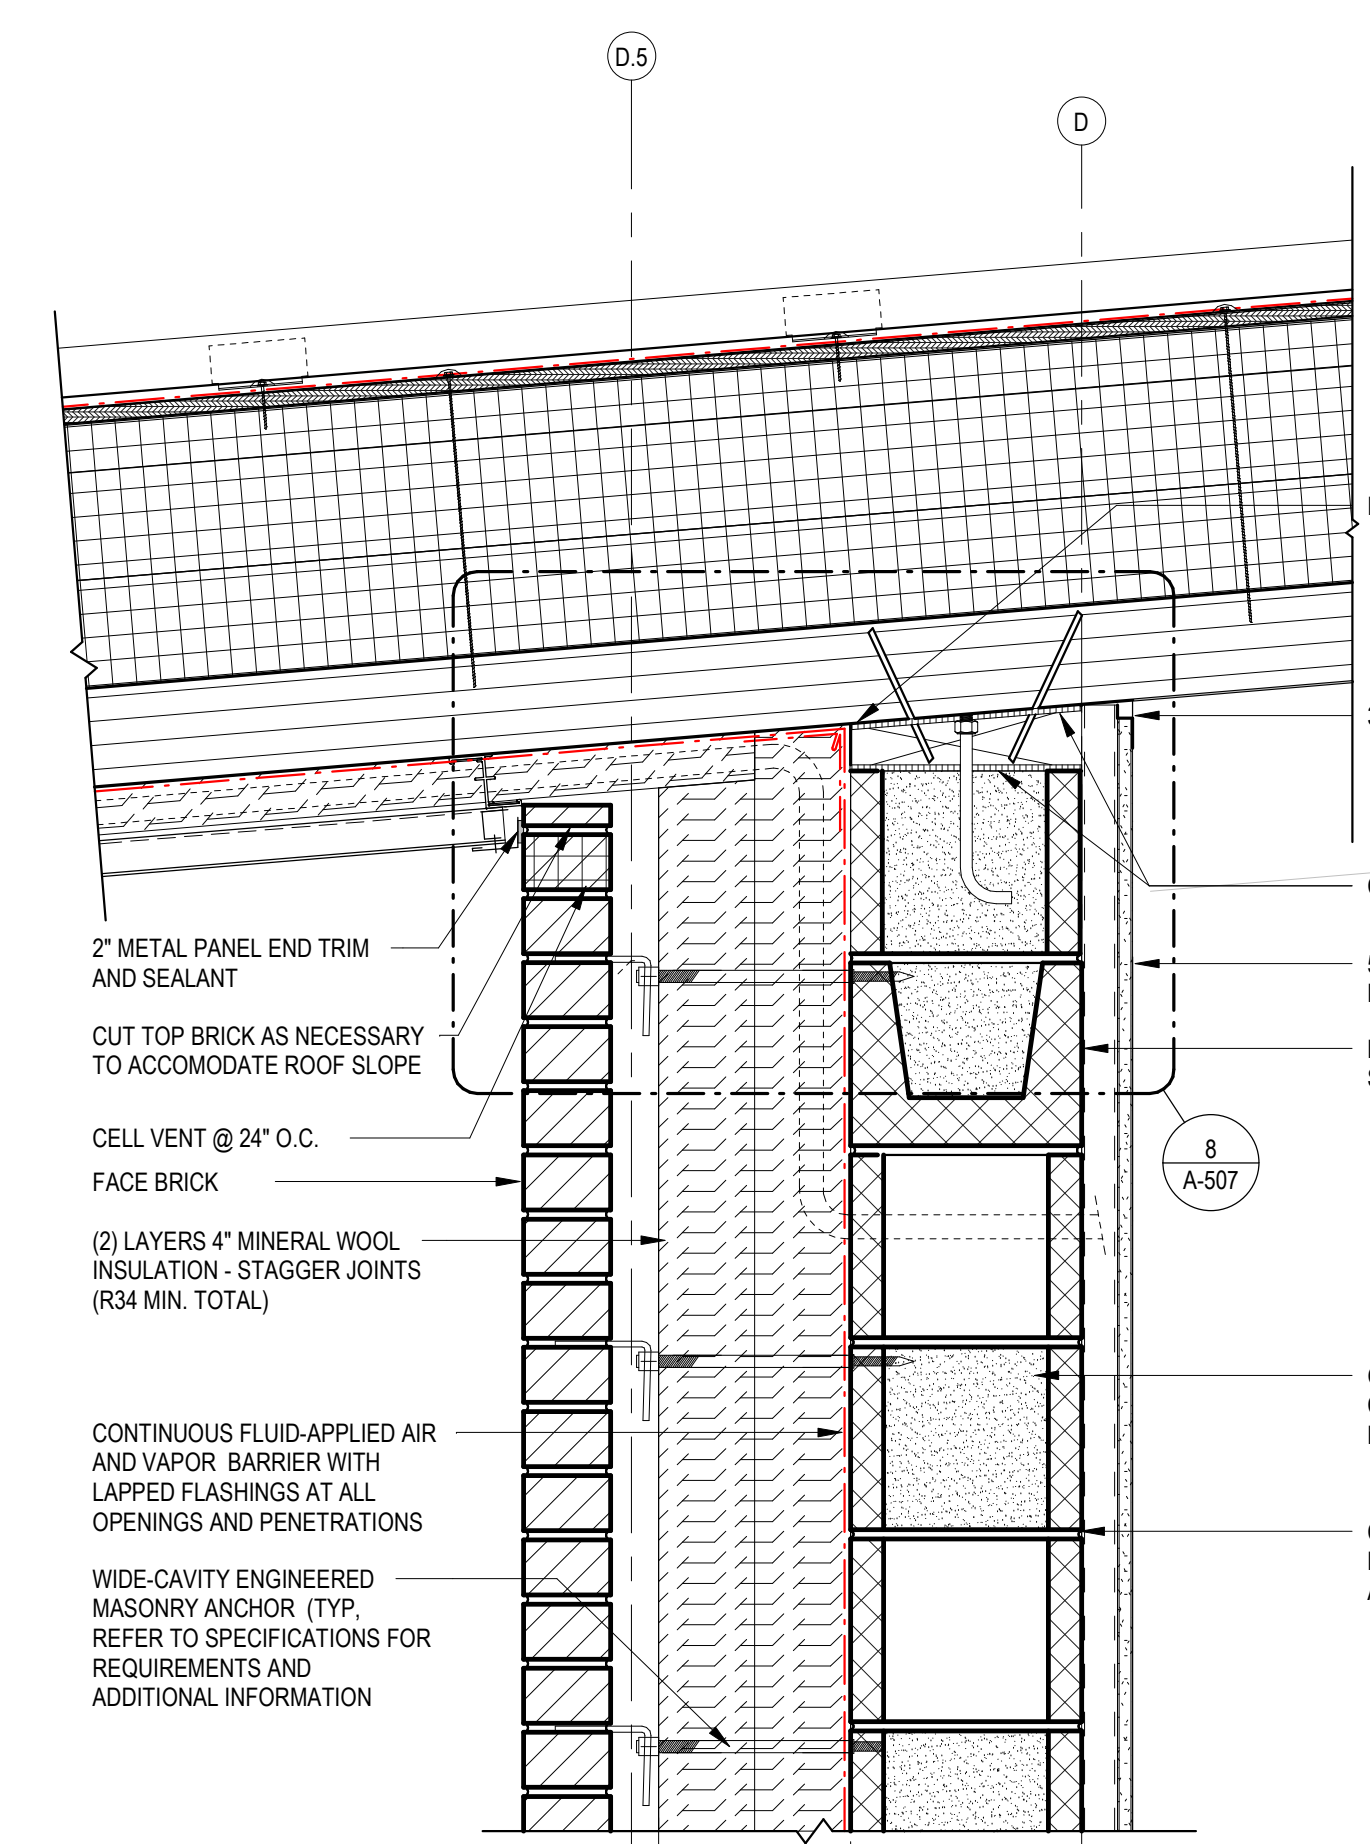 D.5
D
2" METAL PANEL END TRIM
AND SEALANT
CUT TOP BRICK AS NECESSARY
TO ACCOMODATE ROOF SLOPE
CELL VENT @ 24" O.C.
FACE BRICK
(2) LAYERS 4" MINERAL WOOL
INSULATION - STAGGER JOINTS
(R34 MIN. TOTAL)
CONTINUOUS FLUID-APPLIED AIR
AND VAPOR BARRIER WITH
LAPPED FLASHINGS AT ALL
OPENINGS AND PENETRATIONS
WIDE-CAVITY ENGINEERED
MASONRY ANCHOR (TYP,
REFER TO SPECIFICATIONS FOR
REQUIREMENTS AND
ADDITIONAL INFORMATION
8
A-507